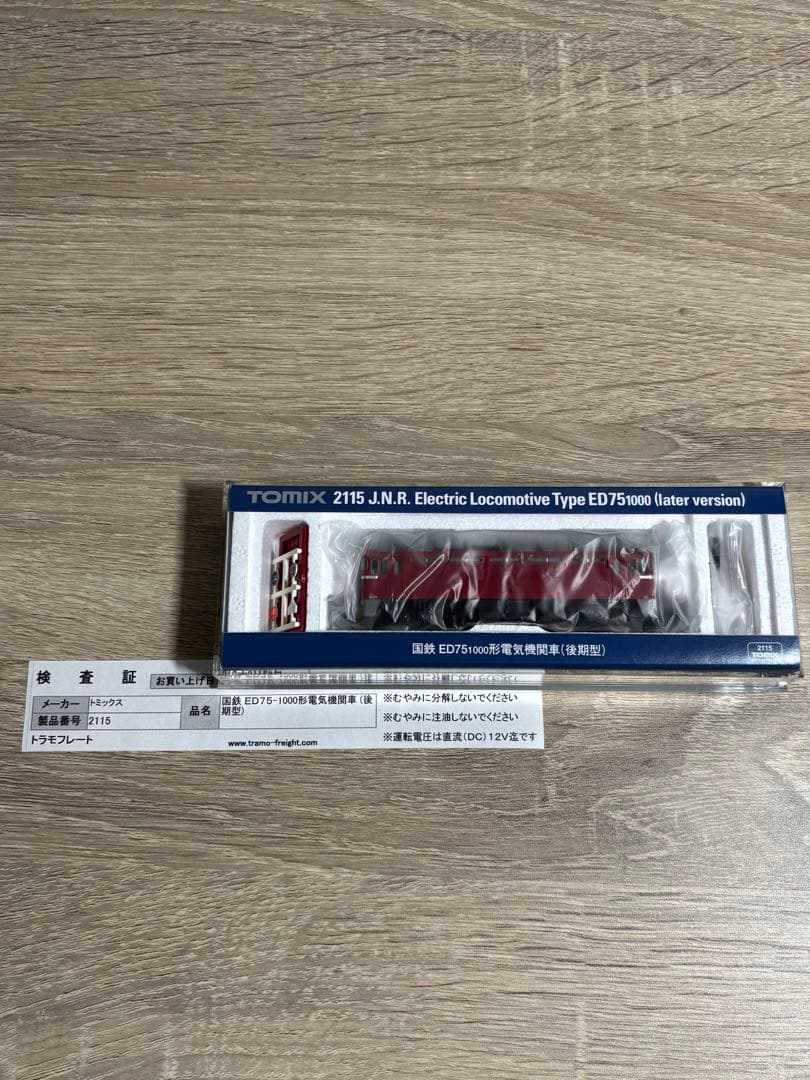 TOMIX 2115 J.N.R. Electric Locomotive Type ED751000 (later version)
国鉄 ED751000形電気機関車(後期型)
2115
TOMIX
検 査 証 お買い上げ日
メーカー トミックス 品名 国鉄 ED75-1000形電気機関車 (後期型)
製品番号 2115
トラモフレート
www.tramo-freight.com
※むやみに分解しないでください
※むやみに注油しないでください
※運転電圧は直流(DC)12V迄です